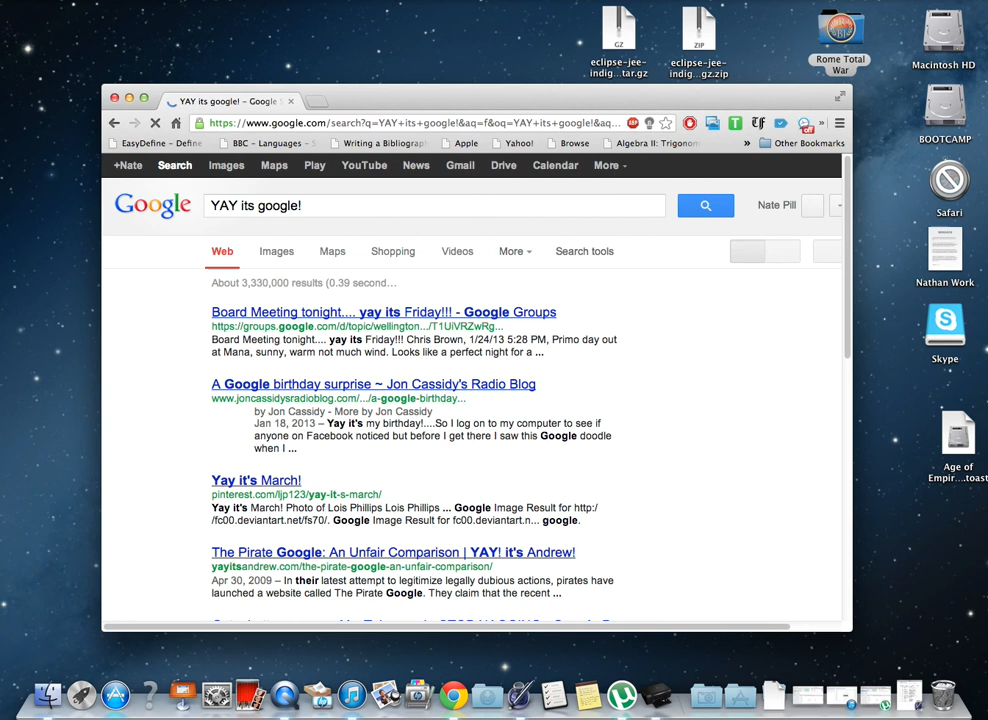 GZ
ZIP
eclipse-jee-
indig...tar.gz
eclipse-jee-
indig...gz.zip
Rome Total
War
Macintosh HD
BOOTCAMP
Safari
Nathan Work
Skype
Age of
Empir....toast
YAY its google! - Google S
https://www.google.com/search?q=YAY+its+google!&aq=f&oq=YAY+its+google!&aq...
EasyDefine - Define
BBC - Languages - S
Writing a Bibliograp
Apple
Yahoo!
Browse
Algebra II: Trigonom
»
Other Bookmarks
+Nate
Search
Images
Maps
Play
YouTube
News
Gmail
Drive
Calendar
More
Google
YAY its google!
Nate Pill
Web
Images
Maps
Shopping
Videos
More
Search tools
About 3,330,000 results (0.39 second…
Board Meeting tonight.... yay its Friday!!! - Google Groups
https://groups.google.com/d/topic/wellington.../T1UiVRZwRg...
Board Meeting tonight.... yay its Friday!!! Chris Brown, 1/24/13 5:28 PM, Primo day out
at Mana, sunny, warm not much wind. Looks like a perfect night for a ...
A Google birthday surprise ~ Jon Cassidy's Radio Blog
www.joncassidysradioblog.com/.../a-google-birthday...
by Jon Cassidy - More by Jon Cassidy
Jan 18, 2013 – Yay it's my birthday!....So I log on to my computer to see if
anyone on Facebook noticed but before I get there I saw this Google doodle
when I ...
Yay it's March!
pinterest.com/ljp123/yay-it-s-march/
Yay it's March! Photo of Lois Phillips Lois Phillips ... Google Image Result for http:/
/fc00.deviantart.net/fs70/. Google Image Result for fc00.deviantart.n... google.
The Pirate Google: An Unfair Comparison | YAY! it's Andrew!
yayitsandrew.com/the-pirate-google-an-unfair-comparison/
Apr 30, 2009 – In their latest attempt to legitimize legally dubious actions, pirates have
launched a website called The Pirate Google. They claim that the recent ...